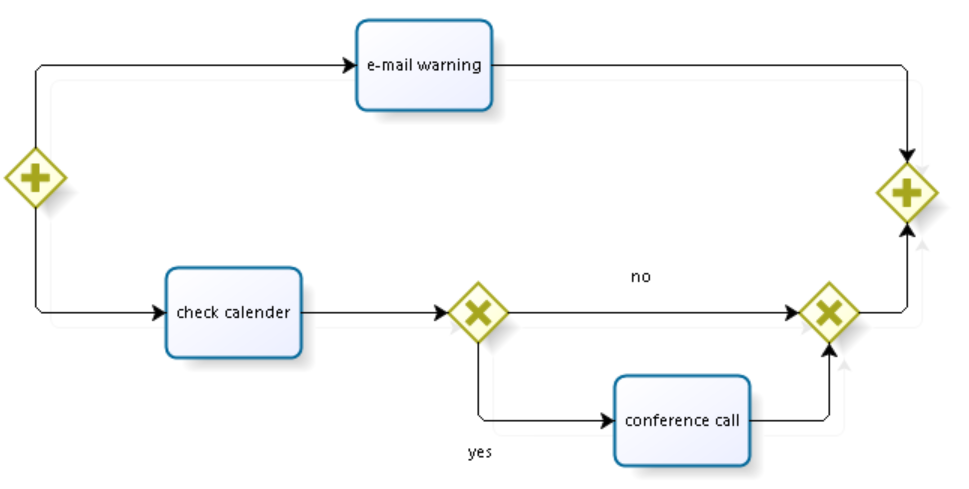 e-mail warning
no
check calender
conference call
yes